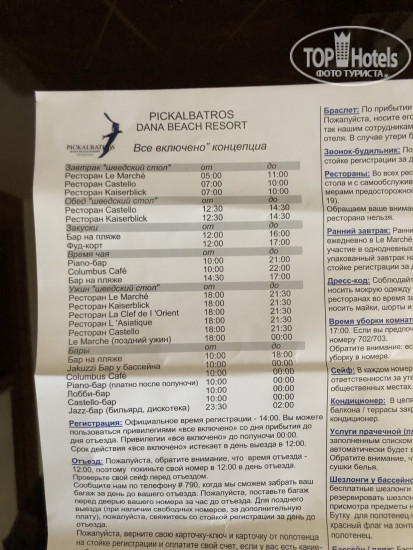 TOP Hotels
ФОТО ТУРИСТА
PICKALBATROS
DANA BEACH RESORT
PICKALBATROS
Все включено" концепция
Завтрак "шведский стол" от до
Ресторан Le Marché 05:00 11:00
Ресторан Castello 07:00 10:00
Ресторан Kaiserblick 07:00 10:00
Обед "шведский стол" от до
Ресторан Castello 12:30 14:30
Ресторан Kaiserblick 12:30 14:30
Закуски от до
Бар на пляже 12:00 16:00
Фуд-корт 12:00 17:00
Время чая от до
Piano-бар 10:00 21:00
Columbus Café 10:00 22:00
Бар на пляже 14:30 17:00
Ужин "шведский стол" от до
Ресторан Le Marché 18:00 21:30
Ресторан Kaiserblick 18:00 21:30
Ресторан La Clef de l 'Orient 18:00 21:30
Ресторан L 'Asiatique 18:00 21:30
Ресторан Castello 18:00 21:30
Le Marche (поздний ужин) 18:00 00:00
Бары от до
Бар на пляже 10:00 18:00
Jakuzzi Бар у бассейна 10:00
Columbus Café 10:00 00:00
Piano-бар (платно после полуночи) 10:00 00:00
Лобби-бар 10:00 00:00
Castello-бар 10:00 00:00
Jazz-бар (бильярд, дискотека) 23:30 02:00
Регистрация: Официальное время регистрации - 14:00. Вы можете
пользоваться привилегиями «все включено» со дня прибытия до
дня отъезда. Привилегии «все включено» до полуночи 00:00.
Срок действия «все включено» истекает в день выезда в 12:00.
Отъезд: Пожалуйста, обратите внимание, что время отъезда -
12:00, поэтому покиньте свой номер в 12:00 в день отъезда.
Проверьте свой сейф перед отъездом.
Сообщите нам по телефону # 790, когда мы сможем забрать ваш
багаж за день до вашего отъезда. Пожалуйста, поставьте багаж
перед дверью вашего номера за час до отъезда. Для позднего
выезда (при наличии свободных номеров, за дополнительную
плату), пожалуйста, свяжитесь со стойкой регистрации за день до
отъезда.
Пожалуйста, верните свою карточку-ключ и карточку от полотенца
на стойке регистрации и оплатите свой счет, если у вас есть какие-
Браслет: По прибытии
Пожалуйста, носите его
так нашим сотрудникам
отеля. В случае утери б
Звонок-будильник: По
стойке регистрации за д
Рестораны: Во всех рес
стола и с самообслужив
мерами предосторожнос
19).
Обращаем ваше внимани
ресторана нельзя.
Ранний завтрак: Ранни
ежедневно в Le Marché
участие в однодневных
упакованный завтрак на
стойке регистрации за д
Дресс-код: Соблюдайт
носить мокрую одежду
ресторанах во время за
носить майки, шорты и
Время уборки комнат
17:00. Если вы предпоч
номеру 702/703.
Обратите внимание: ес
уборку в номере.
Сейф: В каждом номер
ответственности за уте
общественных местах.
Кондиционер: В целя
балкона / террасы закр
кондиционер.
Услуги прачечной (пл
заполненным списком
автоматически будет в
Обратите внимание, чт
сушки белья.
Шезлонги у бассейно
бесплатные шезлонги
резервировать шезлон
присмотра предметы н
Бутку для полотенец
красный флаг на зонт
полотенец